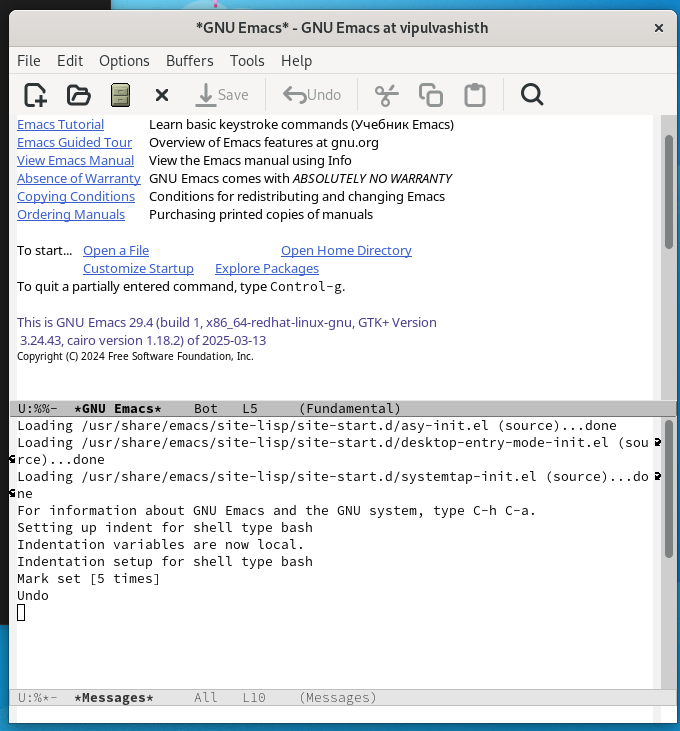 *GNU Emacs* - GNU Emacs at vipulvashisth
File Edit Options Buffers Tools Help
Save Undo
Emacs Tutorial Learn basic keystroke commands (Учебник Emacs)
Emacs Guided Tour Overview of Emacs features at gnu.org
View Emacs Manual View the Emacs manual using Info
Absence of Warranty GNU Emacs comes with ABSOLUTELY NO WARRANTY
Copying Conditions Conditions for redistributing and changing Emacs
Ordering Manuals Purchasing printed copies of manuals
To start... Open a File Open Home Directory
Customize Startup Explore Packages
To quit a partially entered command, type Control-g.
This is GNU Emacs 29.4 (build 1, x86_64-redhat-linux-gnu, GTK+ Version
3.24.43, cairo version 1.18.2) of 2025-03-13
Copyright (C) 2024 Free Software Foundation, Inc.
U:%%- *GNU Emacs* Bot L5 (Fundamental)
Loading /usr/share/emacs/site-lisp/site-start.d/asy-init.el (source)...done
Loading /usr/share/emacs/site-lisp/site-start.d/desktop-entry-mode-init.el (sou
rce)...done
Loading /usr/share/emacs/site-lisp/site-start.d/systemtap-init.el (source)...do
ne
For information about GNU Emacs and the GNU system, type C-h C-a.
Setting up indent for shell type bash
Indentation variables are now local.
Indentation setup for shell type bash
Mark set [5 times]
Undo
U:%*- *Messages* All L10 (Messages)